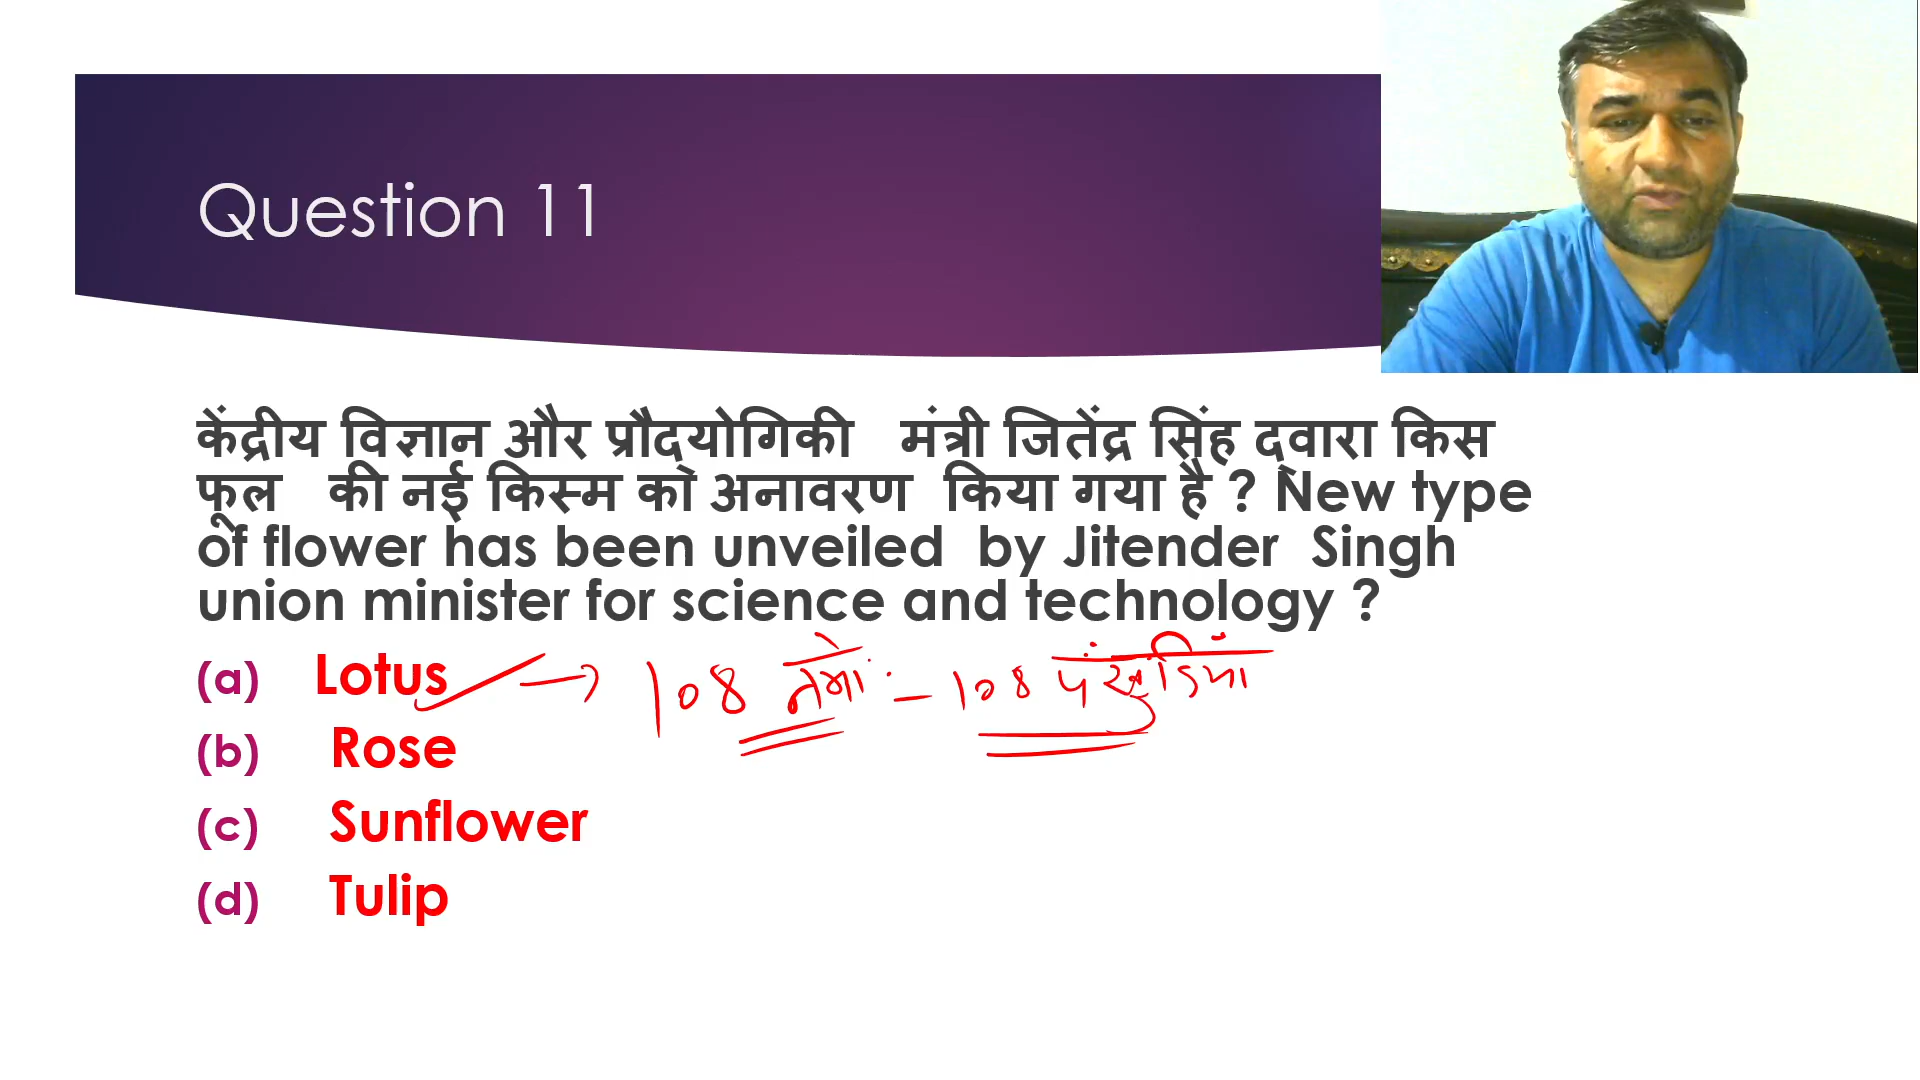 Question 11
केंद्रीय विज्ञान और प्रौद्योगिकी मंत्री जितेंद्र सिंह द्वारा किस
फूल की नई किस्म का अनावरण किया गया है ? New type
of flower has been unveiled by Jitender Singh
union minister for science and technology ?
(a) Lotus → 108 नमो: – 108 पंखुडियां
(b) Rose
(c) Sunflower
(d) Tulip